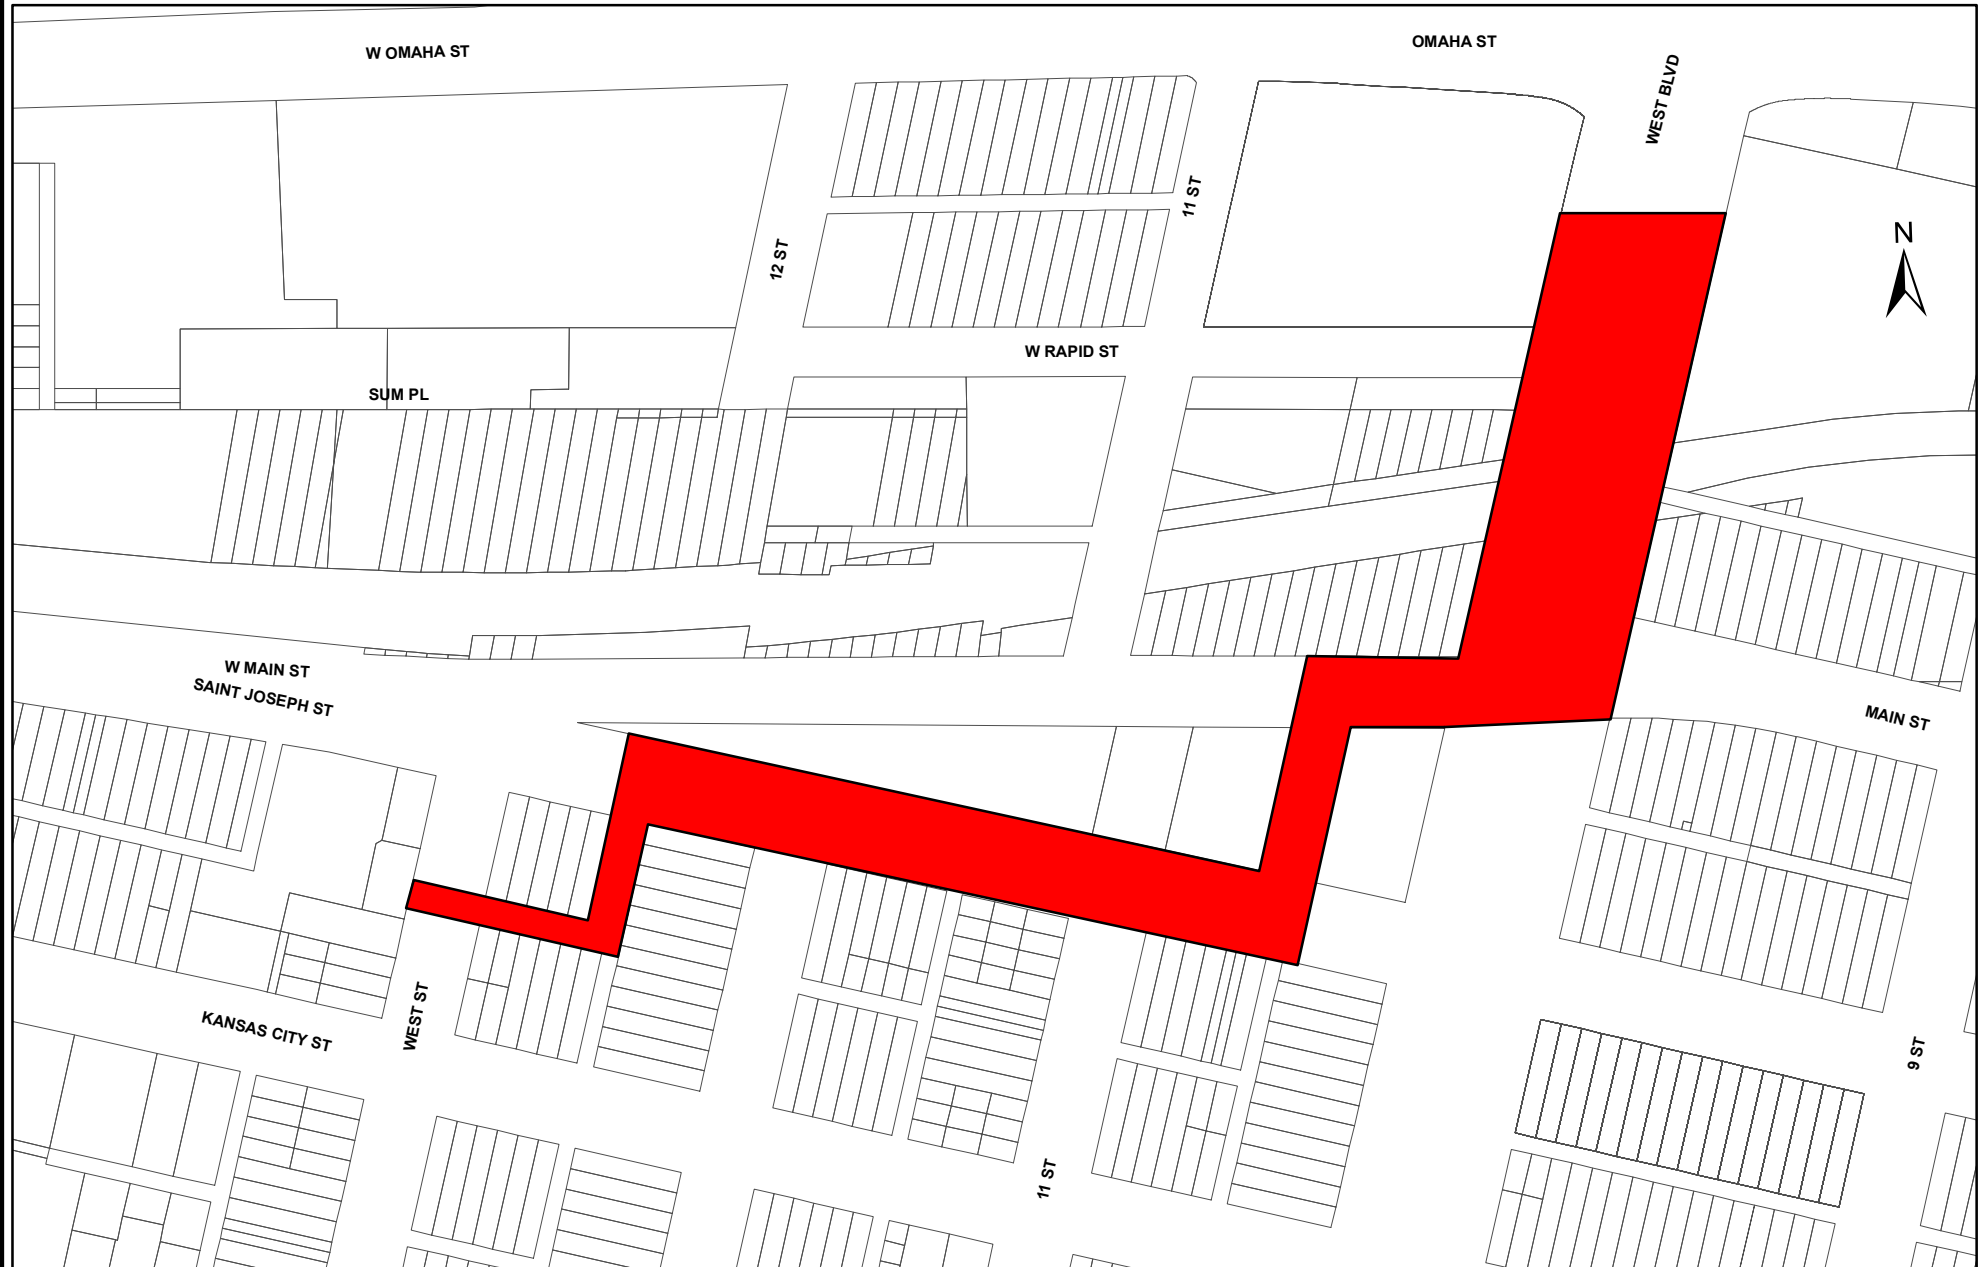 W OMAHA ST
OMAHA ST
WEST BLVD
11 ST
N
12 ST
W RAPID ST
SUM PL
W MAIN ST
SAINT JOSEPH ST
MAIN ST
WEST ST
KANSAS CITY ST
9 ST
11 ST